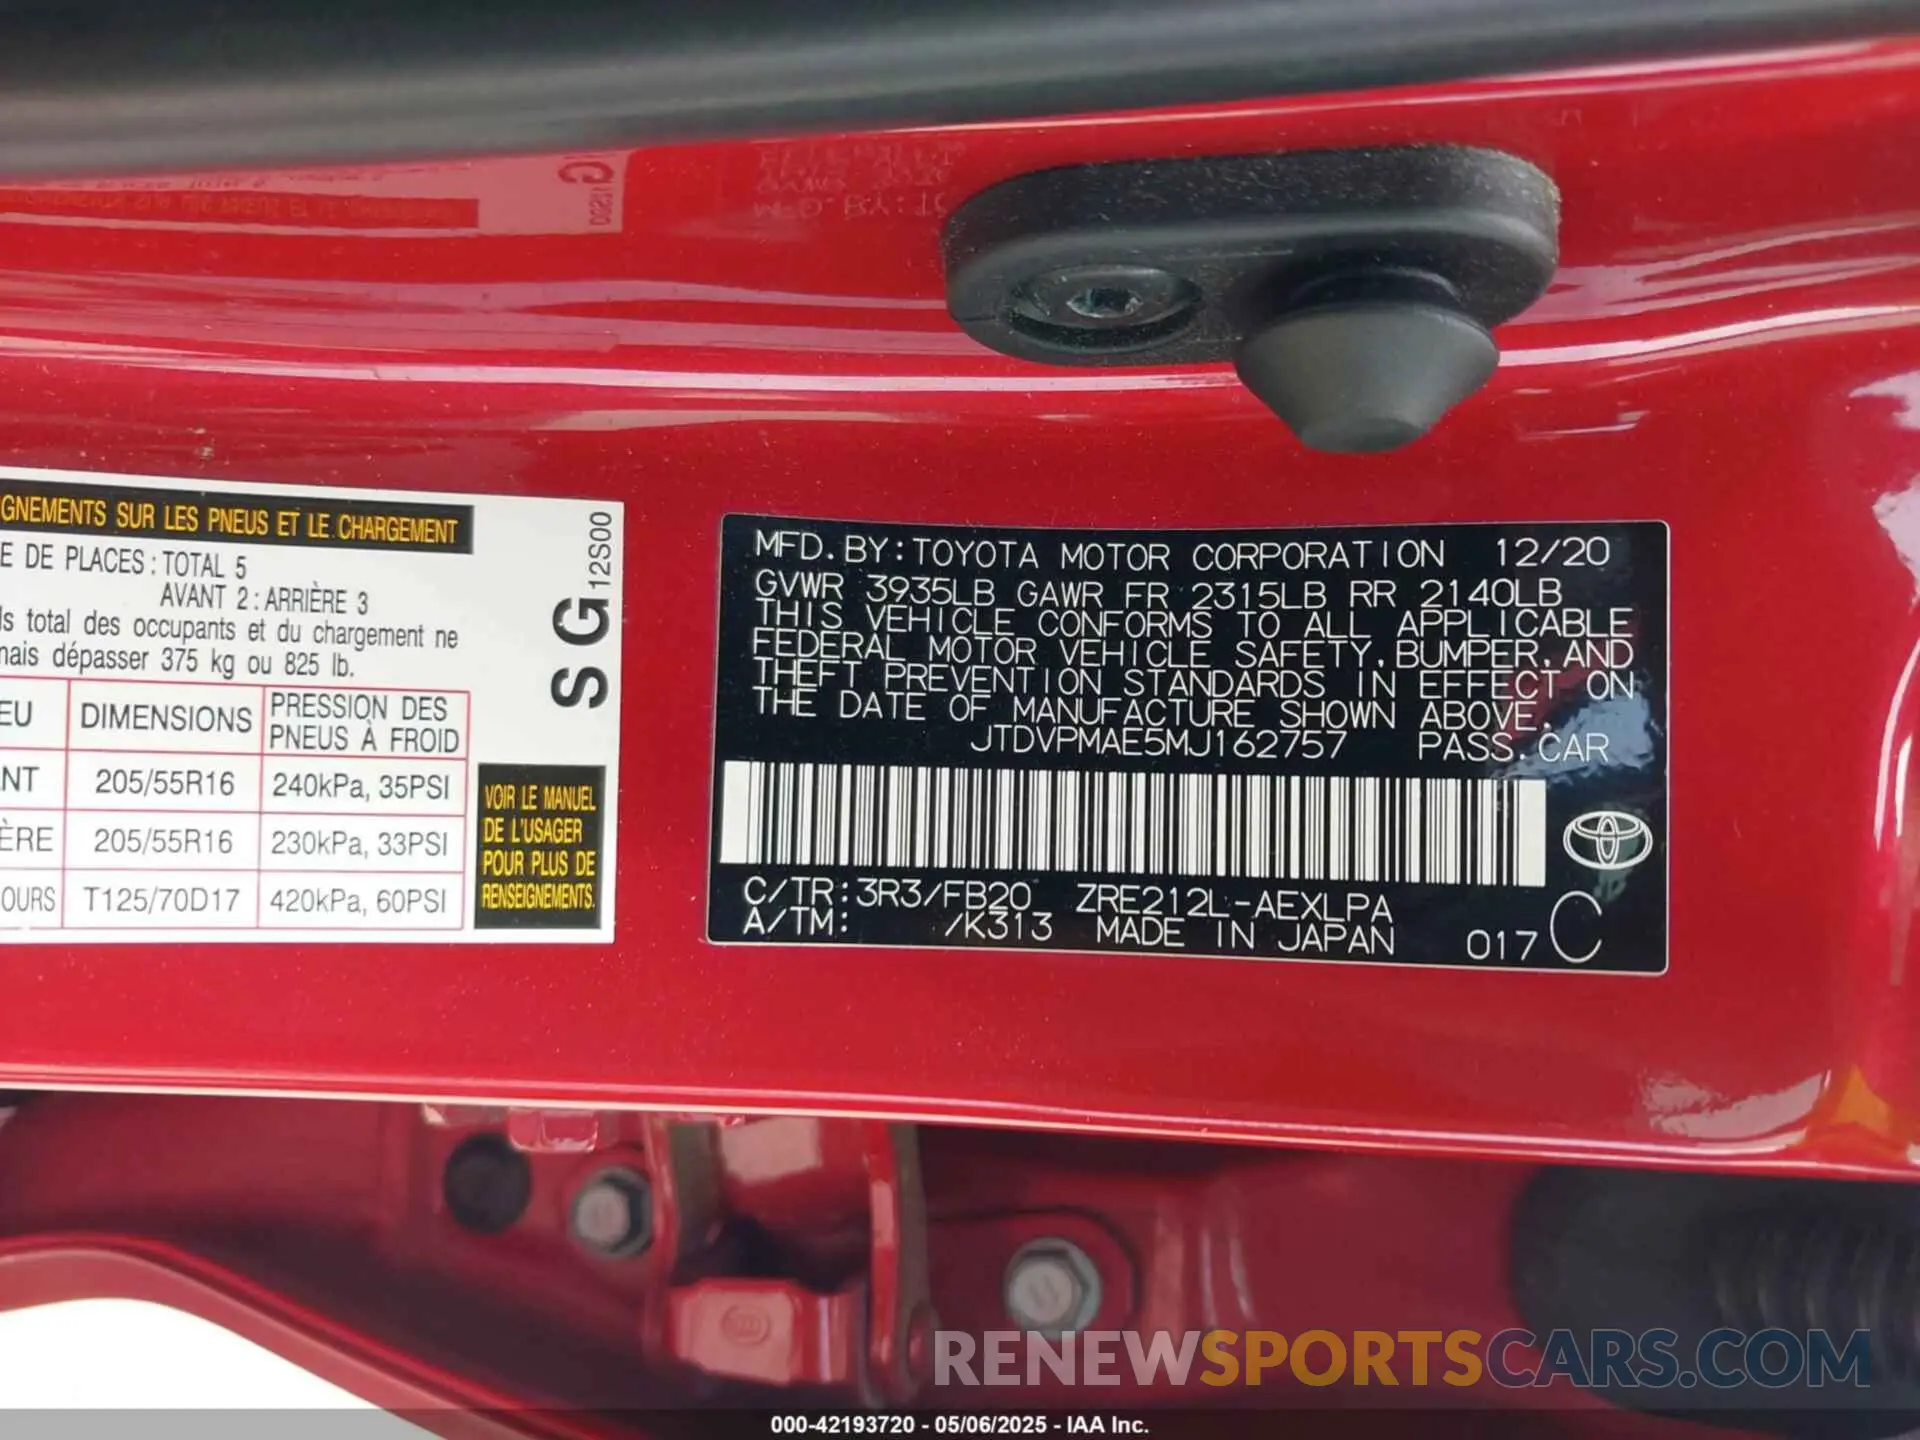 GNEMENTS SUR LES PNEUS ET LE CHARGEMENT
E DE PLACES : TOTAL 5
AVANT 2 : ARRIÈRE 3
ls total des occupants et du chargement ne
mais dépasser 375 kg ou 825 lb.
EU DIMENSIONS PRESSION DES PNEUS À FROID
NT 205/55R16 240kPa, 35PSI
ÈRE 205/55R16 230kPa, 33PSI
OURS T125/70D17 420kPa, 60PSI
SG 12S00
VOIR LE MANUEL
DE L'USAGER
POUR PLUS DE
RENSEIGNEMENTS.
MFD. BY: TOYOTA MOTOR CORPORATION 12/20
GVWR 3935LB GAWR FR 2315LB RR 2140LB
THIS VEHICLE CONFORMS TO ALL APPLICABLE
FEDERAL MOTOR VEHICLE SAFETY, BUMPER, AND
THEFT PREVENTION STANDARDS IN EFFECT ON
THE DATE OF MANUFACTURE SHOWN ABOVE.
JTDVPMAE5MJ162757 PASS. CAR
C/TR: 3R3/FB20 ZRE212L-AEXLPA
A/TM: /K313 MADE IN JAPAN 017 C
RENEWSPORTSCARS.COM
000-42193720 - 05/06/2025 - IAA Inc.